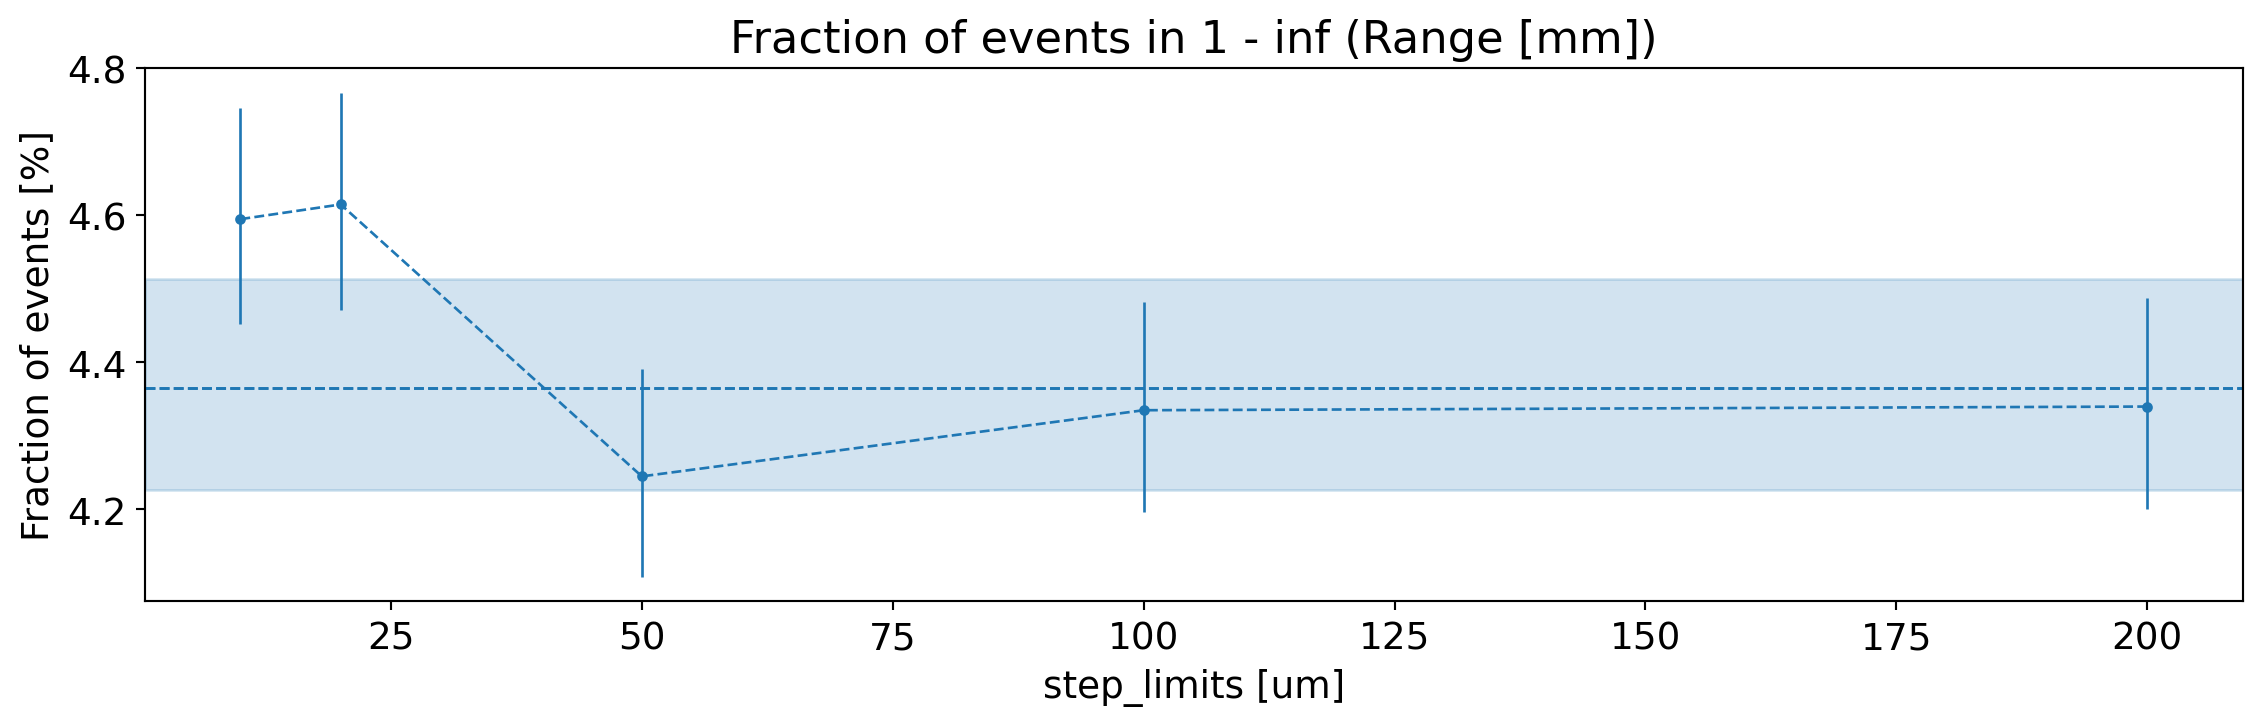 Fraction of events in 1 - inf (Range [mm])
Fraction of events [%]
4.8
4.6
4.4
4.2
25 50 75 100 125 150 175 200
step_limits [um]